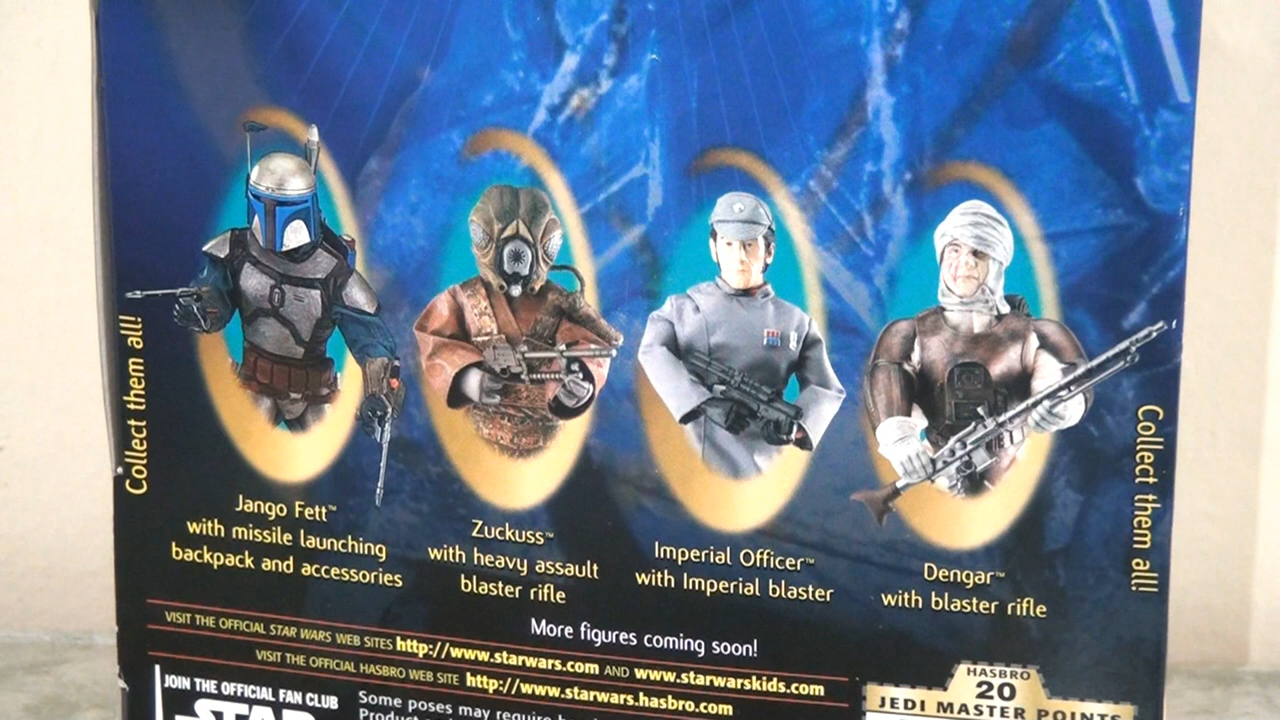 Collect them all!
Jango Fett™
with missile launching
backpack and accessories
Zuckuss™
with heavy assault
blaster rifle
Imperial Officer™
with Imperial blaster
Dengar™
with blaster rifle
Collect them all!
More figures coming soon!
VISIT THE OFFICIAL STAR WARS WEB SITES http://www.starwars.com AND www.starwarskids.com
VISIT THE OFFICIAL HASBRO WEB SITE http://www.starwars.hasbro.com
JOIN THE OFFICIAL FAN CLUB
STAR
Some poses may require
Product
HASBRO
20
JEDI MASTER POINTS